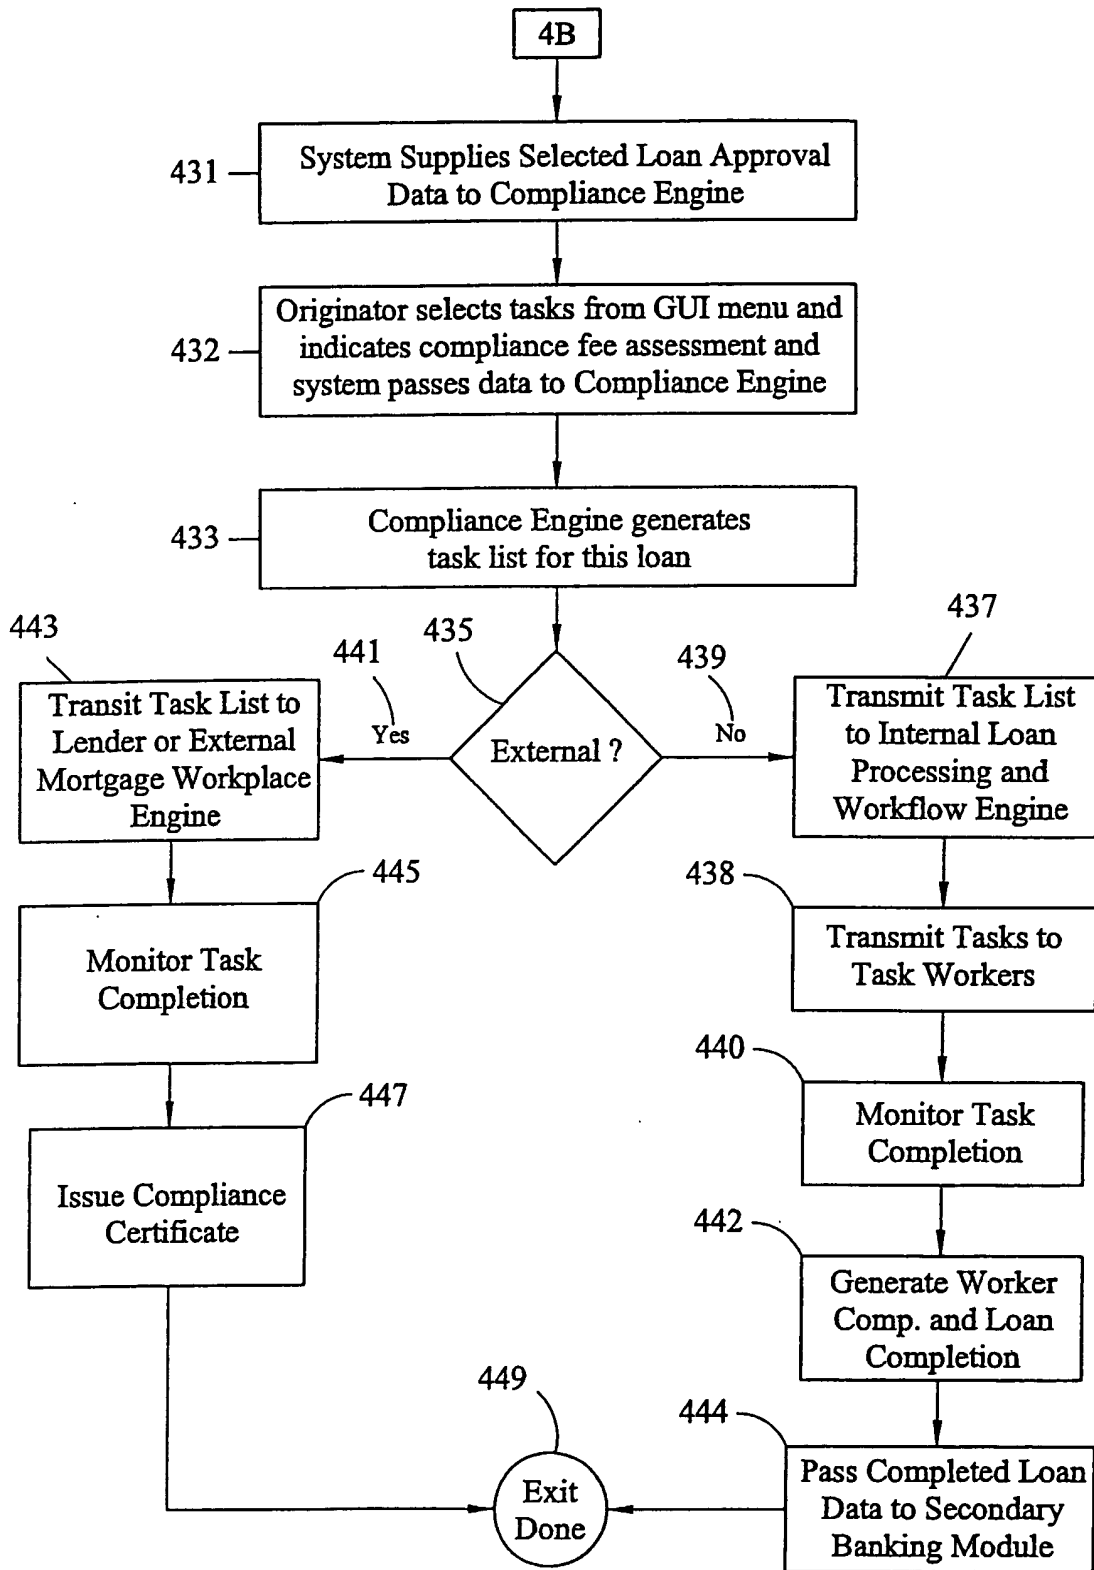 4B
431
System Supplies Selected Loan Approval
Data to Compliance Engine
432
Originator selects tasks from GUI menu and
indicates compliance fee assessment and
system passes data to Compliance Engine
433
Compliance Engine generates
task list for this loan
435
External ?
441
Yes
439
No
443
Transit Task List to
Lender or External
Mortgage Workplace
Engine
445
Monitor Task
Completion
447
Issue Compliance
Certificate
437
Transmit Task List
to Internal Loan
Processing and
Workflow Engine
438
Transmit Tasks to
Task Workers
440
Monitor Task
Completion
442
Generate Worker
Comp. and Loan
Completion
444
Pass Completed Loan
Data to Secondary
Banking Module
449
Exit
Done